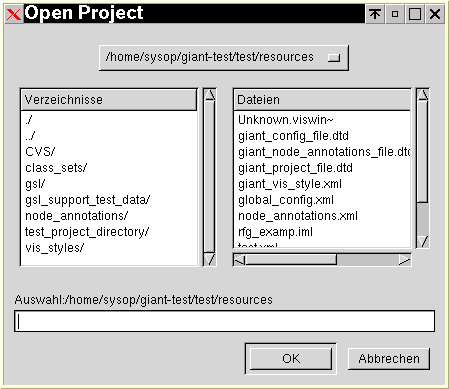 Open Project
/home/sysop/giant-test/test/resources
Verzeichnisse
./
../
CVS/
class_sets/
gsl/
gsl_support_test_data/
node_annotations/
test_project_directory/
vis_styles/
Dateien
Unknown.viswin~
giant_config_file.dtd
giant_node_annotations_file.dtd
giant_project_file.dtd
giant_vis_style.xml
global_config.xml
node_annotations.xml
rfg_examp.iml
test.xml
Auswahl:/home/sysop/giant-test/test/resources
OK
Abbrechen